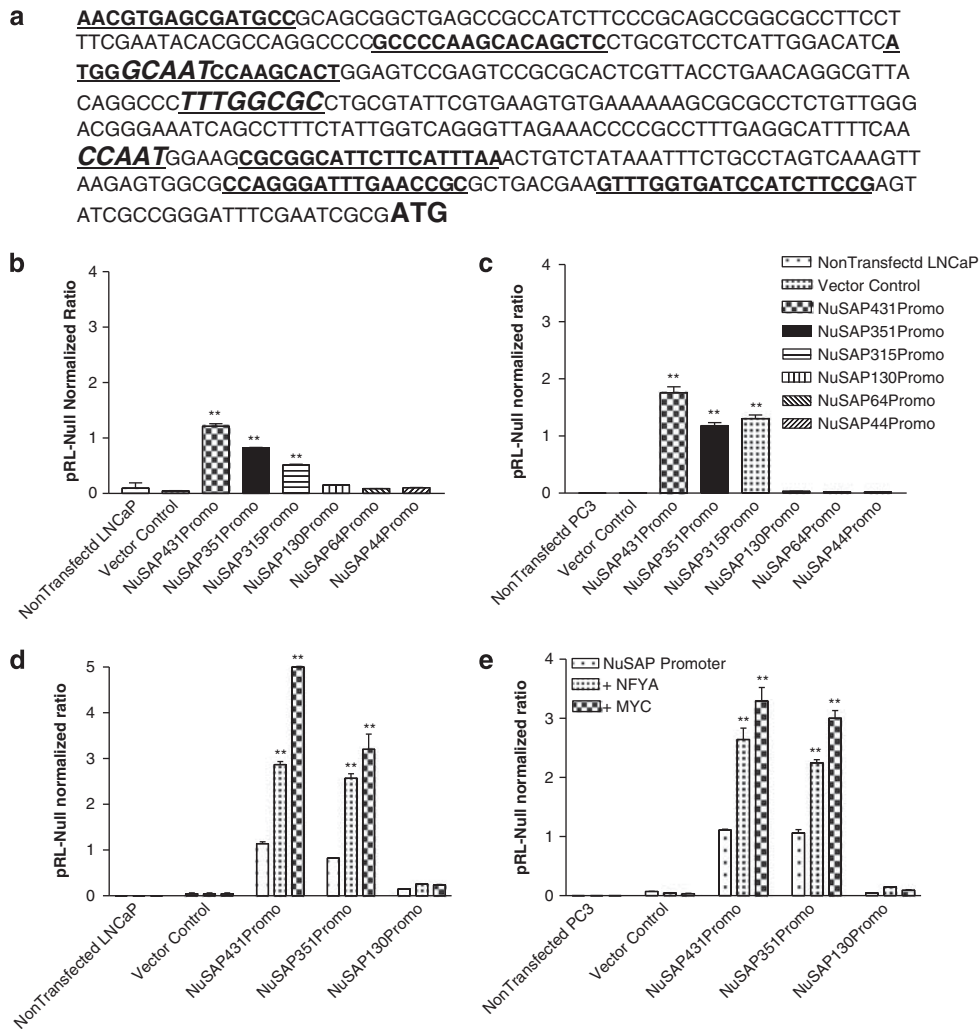 a
AACGTGAGCGATGCCGCAGCGGCTGAGCCGCCATCTTCCCGCAGCCGGCGCCTTCCT
TTCGAATACACGCCAGGCCCCGCCCCAAGCACAGCTCCTGCGTCCTCATTGGACATCA
TGGGCAATCCAAGCACTGGAGTCCGAGTCCGCGCACTCGTTACCTGAACAGGCGTTA
CAGGCCCTTTGGCGCCTGCGTATTCGTGAAGTGTGAAAAAAGCGCGCCTCTGTTGGG
ACGGGAAATCAGCCTTTCTATTGGTCAGGGTTAGAAACCCCGCCTTTGAGGCATTTTCAA
CCAATGGAAGCGCGGCATTCTTCATTTAAACTGTCTATAAATTTCTGCCTAGTCAAAGTT
AAGAGTGGCGCCAGGGATTTGAACCGCGCTGACGAAGTTTGGTGATCCATCTTCCGAGT
ATCGCCGGGATTTCGAATCGCGATG
b
pRL-Null Normalized Ratio
4
3
2
1
0
**
**
**
NonTransfectd LNCaP
Vector Control
NuSAP431Promo
NuSAP351Promo
NuSAP315Promo
NuSAP130Promo
NuSAP64Promo
NuSAP44Promo
c
pRL-Null normalized ratio
4
3
2
1
0
**
**
**
NonTransfectd LNCaP
Vector Control
NuSAP431Promo
NuSAP351Promo
NuSAP315Promo
NuSAP130Promo
NuSAP64Promo
NuSAP44Promo
NonTransfectd PC3
Vector Control
NuSAP431Promo
NuSAP351Promo
NuSAP315Promo
NuSAP130Promo
NuSAP64Promo
NuSAP44Promo
d
pRL-Null normalized ratio
5
4
3
2
1
0
**
**
**
**
NonTransfected LNCaP
Vector Control
NuSAP431Promo
NuSAP351Promo
NuSAP130Promo
e
pRL-Null normalized ratio
4
3
2
1
0
NuSAP Promoter
+ NFYA
+ MYC
**
**
**
**
NonTransfected PC3
Vector Control
NuSAP431Promo
NuSAP351Promo
NuSAP130Promo